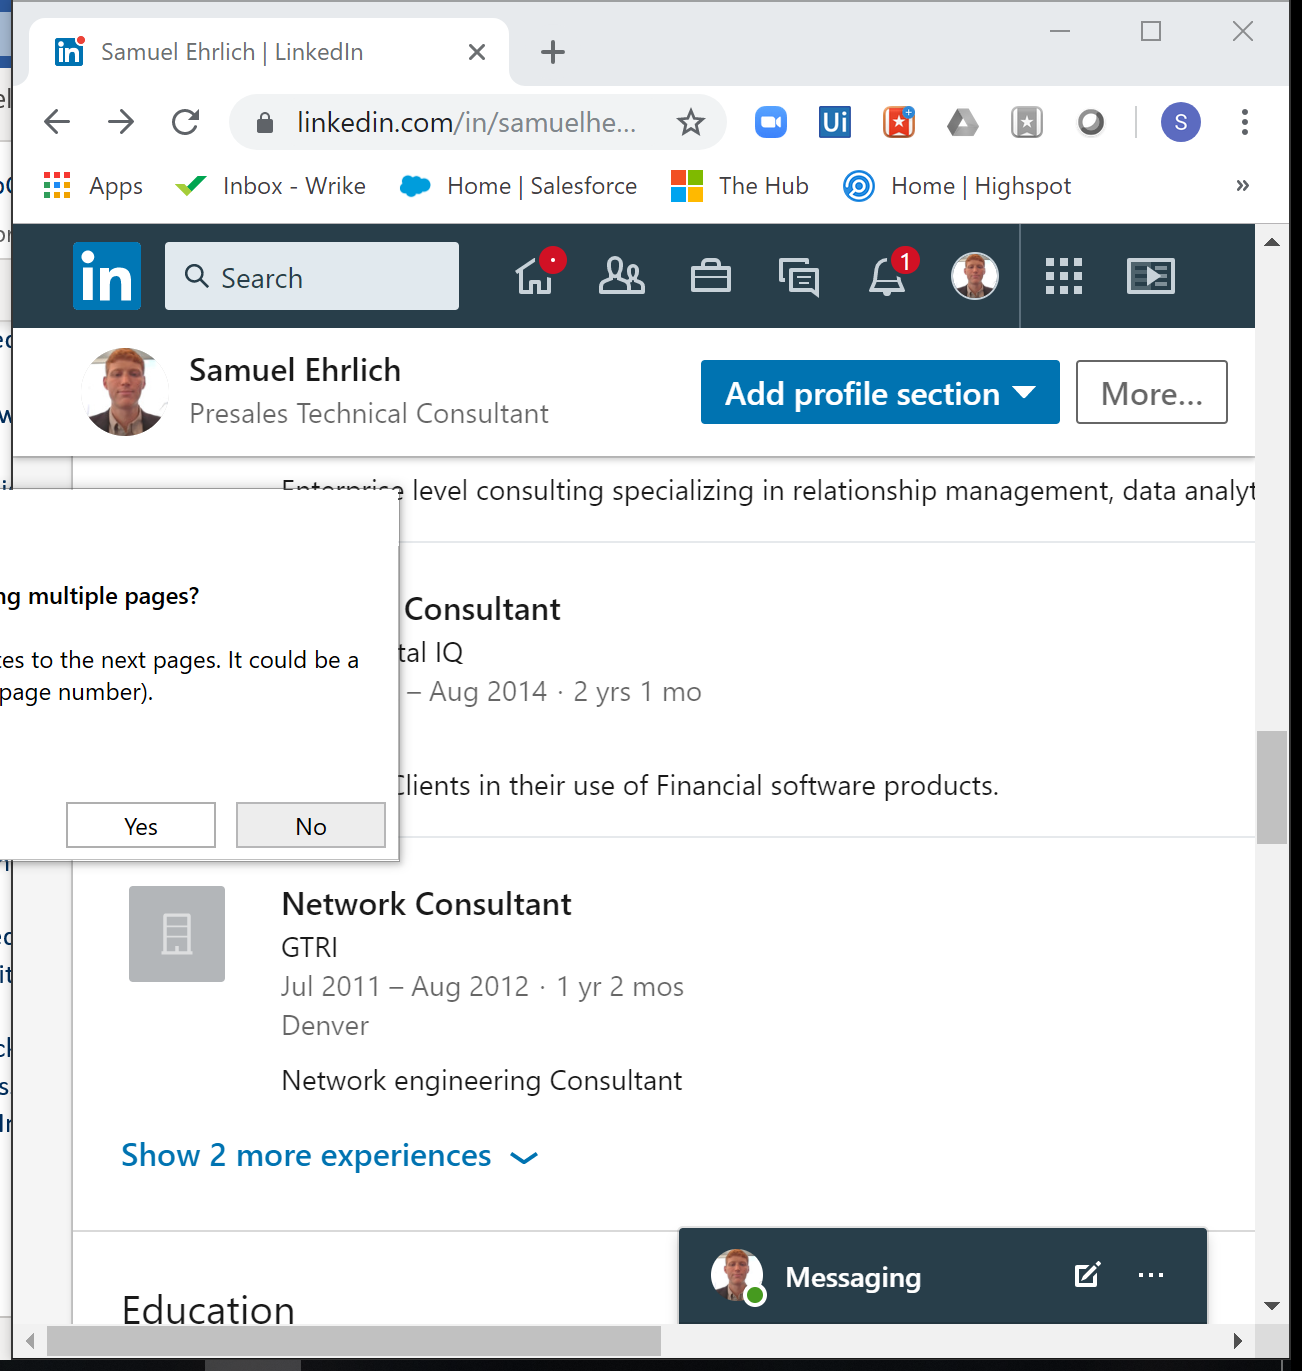 Samuel Ehrlich | LinkedIn
linkedin.com/in/samuelhe...
Ui
S
Apps
Inbox - Wrike
Home | Salesforce
The Hub
Home | Highspot
»
in
Search
1
Samuel Ehrlich
Presales Technical Consultant
Add profile section
More...
Enterprise level consulting specializing in relationship management, data analyt
ng multiple pages?
tes to the next pages. It could be a
page number).
Yes
No
Consultant
tal IQ
– Aug 2014 · 2 yrs 1 mo
Clients in their use of Financial software products.
Network Consultant
GTRI
Jul 2011 – Aug 2012 · 1 yr 2 mos
Denver
Network engineering Consultant
Show 2 more experiences
Education
Messaging